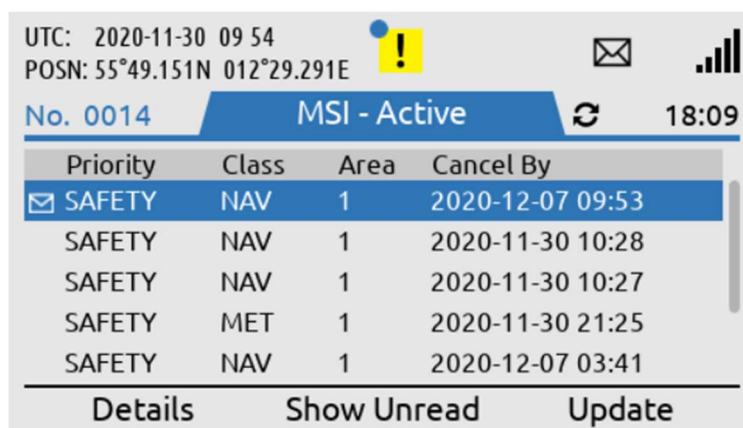 UTC: 2020-11-30 09 54
POSN: 55°49.151N 012°29.291E
!
No. 0014 MSI - Active 18:09
Priority Class Area Cancel By
SAFETY NAV 1 2020-12-07 09:53
SAFETY NAV 1 2020-11-30 10:28
SAFETY NAV 1 2020-11-30 10:27
SAFETY MET 1 2020-11-30 21:25
SAFETY NAV 1 2020-12-07 03:41
Details Show Unread Update